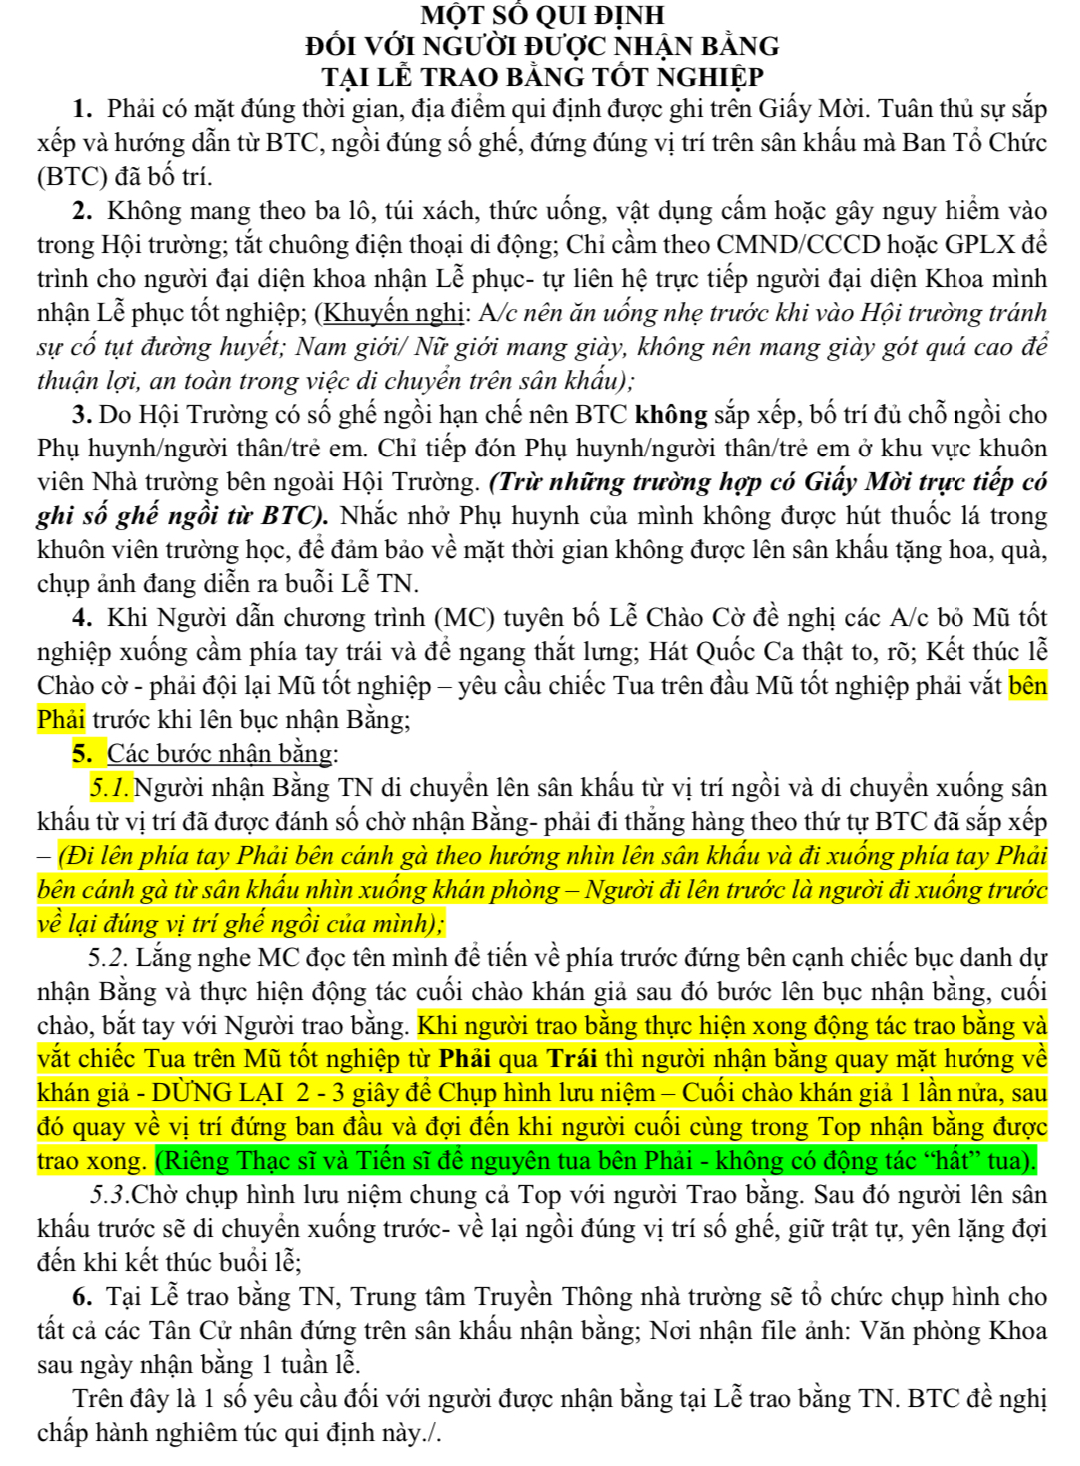 MỘT SỐ QUI ĐỊNH
ĐỐI VỚI NGƯỜI ĐƯỢC NHẬN BẰNG
TẠI LỄ TRAO BẰNG TỐT NGHIỆP
1. Phải có mặt đúng thời gian, địa điểm qui định được ghi trên Giấy Mời. Tuân thủ sự sắp
xếp và hướng dẫn từ BTC, ngồi đúng số ghế, đứng đúng vị trí trên sân khấu mà Ban Tổ Chức
(BTC) đã bố trí.
2. Không mang theo ba lô, túi xách, thức uống, vật dụng cấm hoặc gây nguy hiểm vào
trong Hội trường; tắt chuông điện thoại di động; Chỉ cầm theo CMND/CCCD hoặc GPLX để
trình cho người đại diện khoa nhận Lễ phục- tự liên hệ trực tiếp người đại diện Khoa mình
nhận Lễ phục tốt nghiệp; (Khuyến nghị: A/c nên ăn uống nhẹ trước khi vào Hội trường tránh
sự cố tụt đường huyết; Nam giới/ Nữ giới mang giày, không nên mang giày gót quá cao để
thuận lợi, an toàn trong việc di chuyển trên sân khấu);
3. Do Hội Trường có số ghế ngồi hạn chế nên BTC không sắp xếp, bố trí đủ chỗ ngồi cho
Phụ huynh/người thân/trẻ em. Chỉ tiếp đón Phụ huynh/người thân/trẻ em ở khu vực khuôn
viên Nhà trường bên ngoài Hội Trường. (Trừ những trường hợp có Giấy Mời trực tiếp có
ghi số ghế ngồi từ BTC). Nhắc nhở Phụ huynh của mình không được hút thuốc lá trong
khuôn viên trường học, để đảm bảo về mặt thời gian không được lên sân khấu tặng hoa, quà,
chụp ảnh đang diễn ra buỗi Lễ TN.
4. Khi Người dẫn chương trình (MC) tuyên bố Lễ Chào Cờ đề nghị các A/c bỏ Mũ tốt
nghiệp xuống cầm phía tay trái và để ngang thắt lưng; Hát Quốc Ca thật to, rõ; Kết thúc lễ
Chào cờ - phải đội lại Mũ tốt nghiệp – yêu cầu chiếc Tua trên đầu Mũ tốt nghiệp phải vắt bên
Phải trước khi lên bục nhận Bằng;
5. Các bước nhận bằng:
5.1.Người nhận Bằng TN di chuyển lên sân khấu từ vị trí ngồi và di chuyển xuống sân
khấu từ vị trí đã được đánh số chờ nhận Bằng- phải đi thẳng hàng theo thứ tự BTC đã sắp xếp
– (Đi lên phía tay Phải bên cánh gà theo hướng nhìn lên sân khấu và đi xuống phía tay Phải
bên cánh gà từ sân khấu nhìn xuống khán phòng – Người đi lên trước là người đi xuống trước
về lại đúng vị trí ghế ngồi của mình);
5.2. Lắng nghe MC đọc tên mình để tiến về phía trước đứng bên cạnh chiếc bục danh dự
nhận Bằng và thực hiện động tác cuối chào khán giả sau đó bước lên bục nhận bằng, cuối
chào, bắt tay với Người trao bằng. Khi người trao bằng thực hiện xong động tác trao bằng và
vắt chiếc Tua trên Mũ tốt nghiệp từ Phải qua Trái thì người nhận bằng quay mặt hướng về
khán giả - DỪNG LẠI 2 - 3 giây để Chụp hình lưu niệm – Cuối chào khán giả 1 lần nửa, sau
đó quay về vị trí đứng ban đầu và đợi đến khi người cuối cùng trong Top nhận bằng được
trao xong. (Riêng Thạc sĩ và Tiến sĩ để nguyên tua bên Phải - không có động tác “hất” tua).
5.3.Chờ chụp hình lưu niệm chung cả Top với người Trao bằng. Sau đó người lên sân
khấu trước sẽ di chuyển xuống trước- về lại ngồi đúng vị trí số ghế, giữ trật tự, yên lặng đợi
đến khi kết thúc buổi lễ;
6. Tại Lễ trao bằng TN, Trung tâm Truyền Thông nhà trường sẽ tổ chức chụp hình cho
tất cả các Tân Cử nhân đứng trên sân khấu nhận bằng; Nơi nhận file ảnh: Văn phòng Khoa
sau ngày nhận bằng 1 tuần lễ.
Trên đây là 1 số yêu cầu đối với người được nhận bằng tại Lễ trao bằng TN. BTC đề nghị
chấp hành nghiêm túc qui định này./.